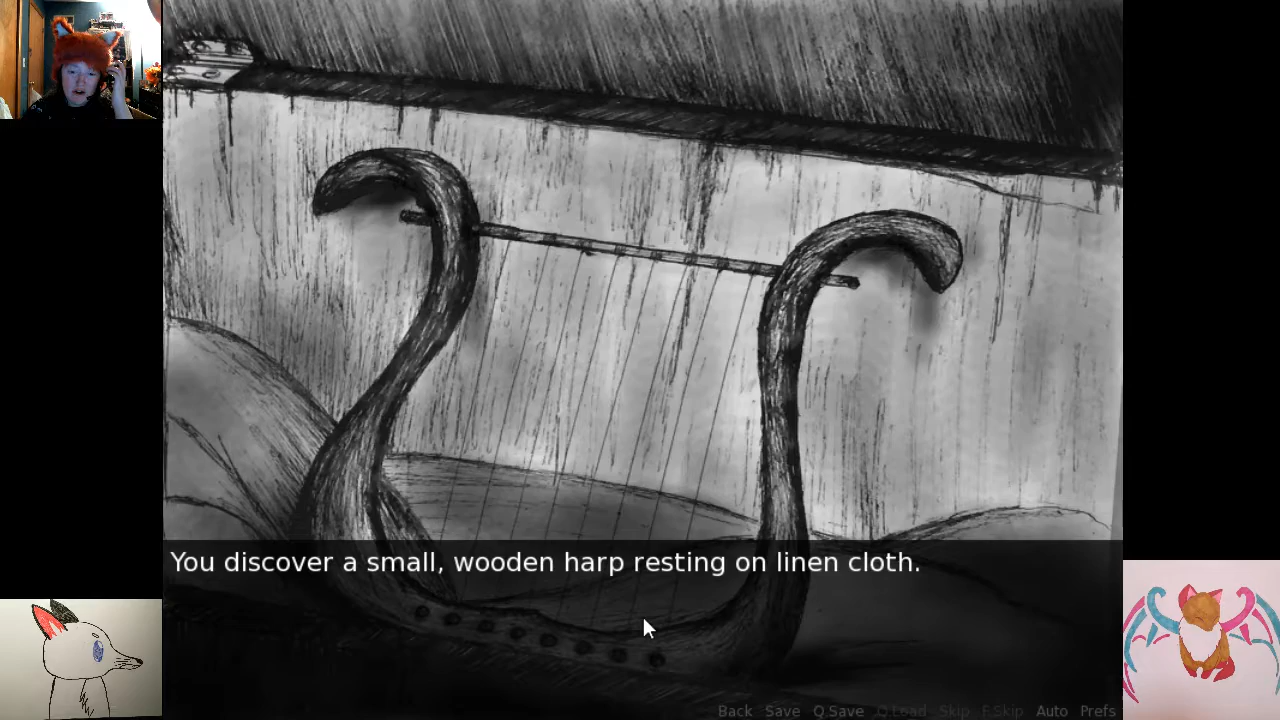 You discover a small, wooden harp resting on linen cloth.
Back Save Q.Save Q.Load Skip F.Skip Auto Prefs